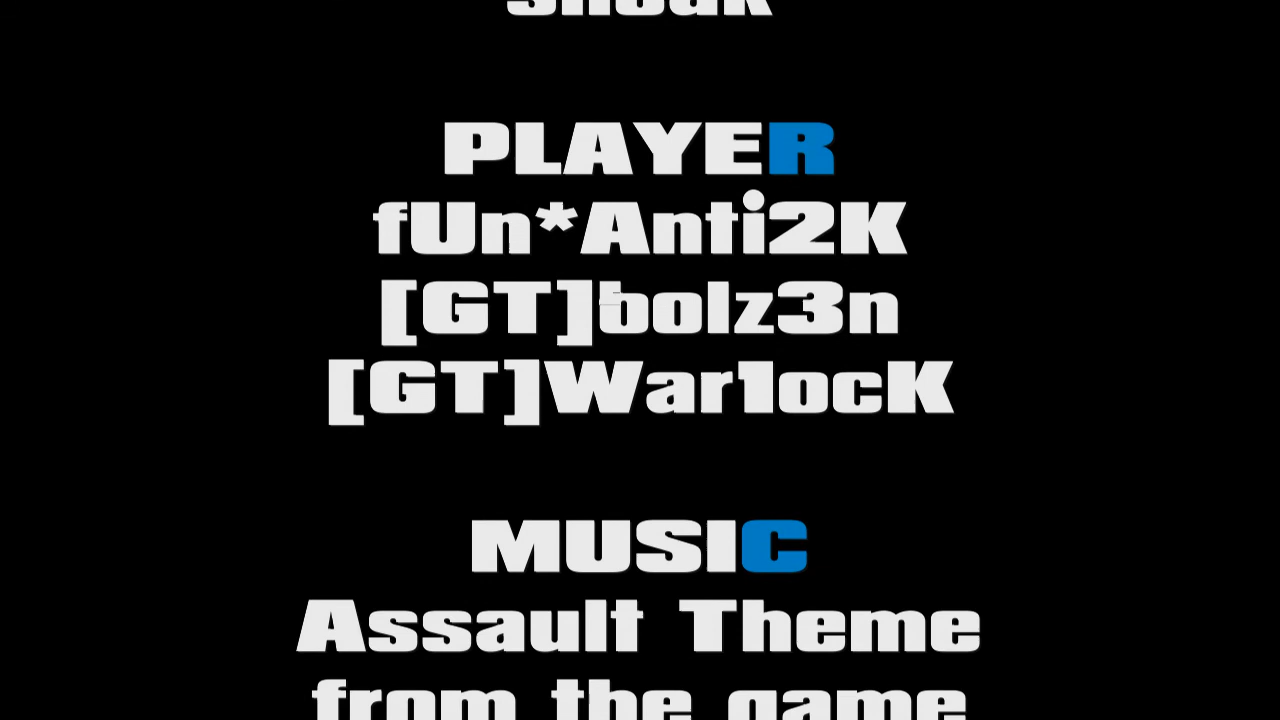 PLAYER
fUn*Anti2K
[GT]bolz3n
[GT]War1ocK
MUSIC
Assault Theme
from the game